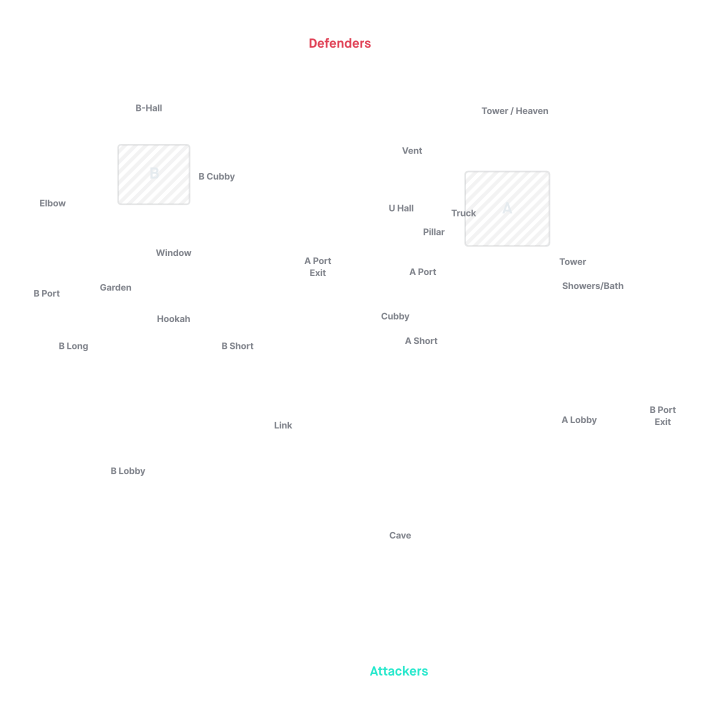 Defenders
B-Hall
Tower / Heaven
Vent
B
B Cubby
Elbow
U Hall
Truck
A
Pillar
Window
A Port
Exit
A Port
Tower
Showers/Bath
Garden
B Port
Cubby
Hookah
A Short
B Long
B Short
B Port
Exit
A Lobby
Link
B Lobby
Cave
Attackers